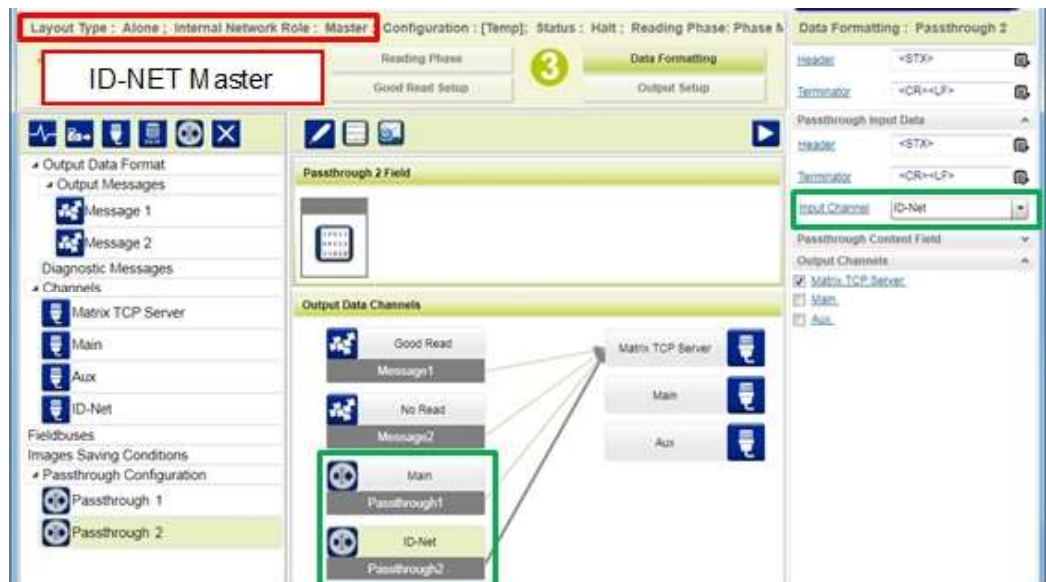 Layout Type : Alone ; Internal Network Role : Master ; Configuration : [Temp]; Status : Halt ; Reading Phase: Phase M
ID-NET Master
Reading Phase
Good Read Setup
3
Data Formatting
Output Setup
Output Data Format
Output Messages
Message 1
Message 2
Diagnostic Messages
Channels
Matrix TCP Server
Main
Aux
ID-Net
Fieldbuses
Images Saving Conditions
Passthrough Configuration
Passthrough 1
Passthrough 2
Passthrough 2 Field
Output Data Channels
Good Read
Message1
No Read
Message2
Main
Passthrough1
ID-Net
Passthrough2
Matrix TCP Server
Main
Aux
Data Formatting : Passthrough 2
Header <STX>
Terminator <CR><LF>
Passthrough Input Data
Header <STX>
Terminator <CR><LF>
Input Channel ID-Net
Passthrough Content Field
Output Channels
Matrix TCP Server
Main
Aux